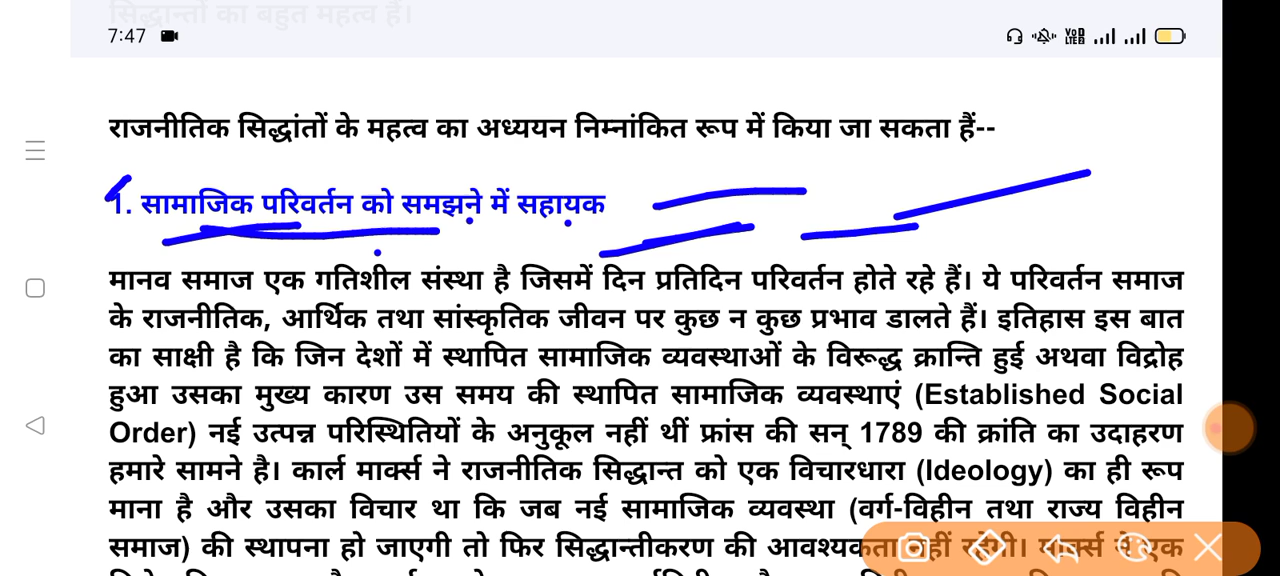 सिद्धान्तों का बहुत महत्व है।
7:47
राजनीतिक सिद्धांतों के महत्व का अध्ययन निम्नांकित रूप में किया जा सकता हैं--
1. सामाजिक परिवर्तन को समझने में सहायक
मानव समाज एक गतिशील संस्था है जिसमें दिन प्रतिदिन परिवर्तन होते रहे हैं। ये परिवर्तन समाज
के राजनीतिक, आर्थिक तथा सांस्कृतिक जीवन पर कुछ न कुछ प्रभाव डालते हैं। इतिहास इस बात
का साक्षी है कि जिन देशों में स्थापित सामाजिक व्यवस्थाओं के विरूद्ध क्रान्ति हुई अथवा विद्रोह
हुआ उसका मुख्य कारण उस समय की स्थापित सामाजिक व्यवस्थाएं (Established Social
Order) नई उत्पन्न परिस्थितियों के अनुकूल नहीं थीं फ्रांस की सन् 1789 की क्रांति का उदाहरण
हमारे सामने है। कार्ल मार्क्स ने राजनीतिक सिद्धान्त को एक विचारधारा (Ideology) का ही रूप
माना है और उसका विचार था कि जब नई सामाजिक व्यवस्था (वर्ग-विहीन तथा राज्य विहीन
समाज) की स्थापना हो जाएगी तो फिर सिद्धान्तीकरण की आवश्यकता नहीं रहेगी। मार्क्स ने एक